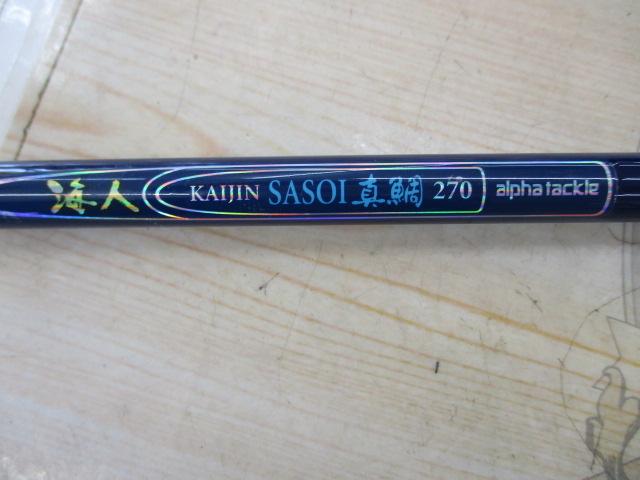 海人 KAIJIN SASOI 真鯛 270 alpha tackle